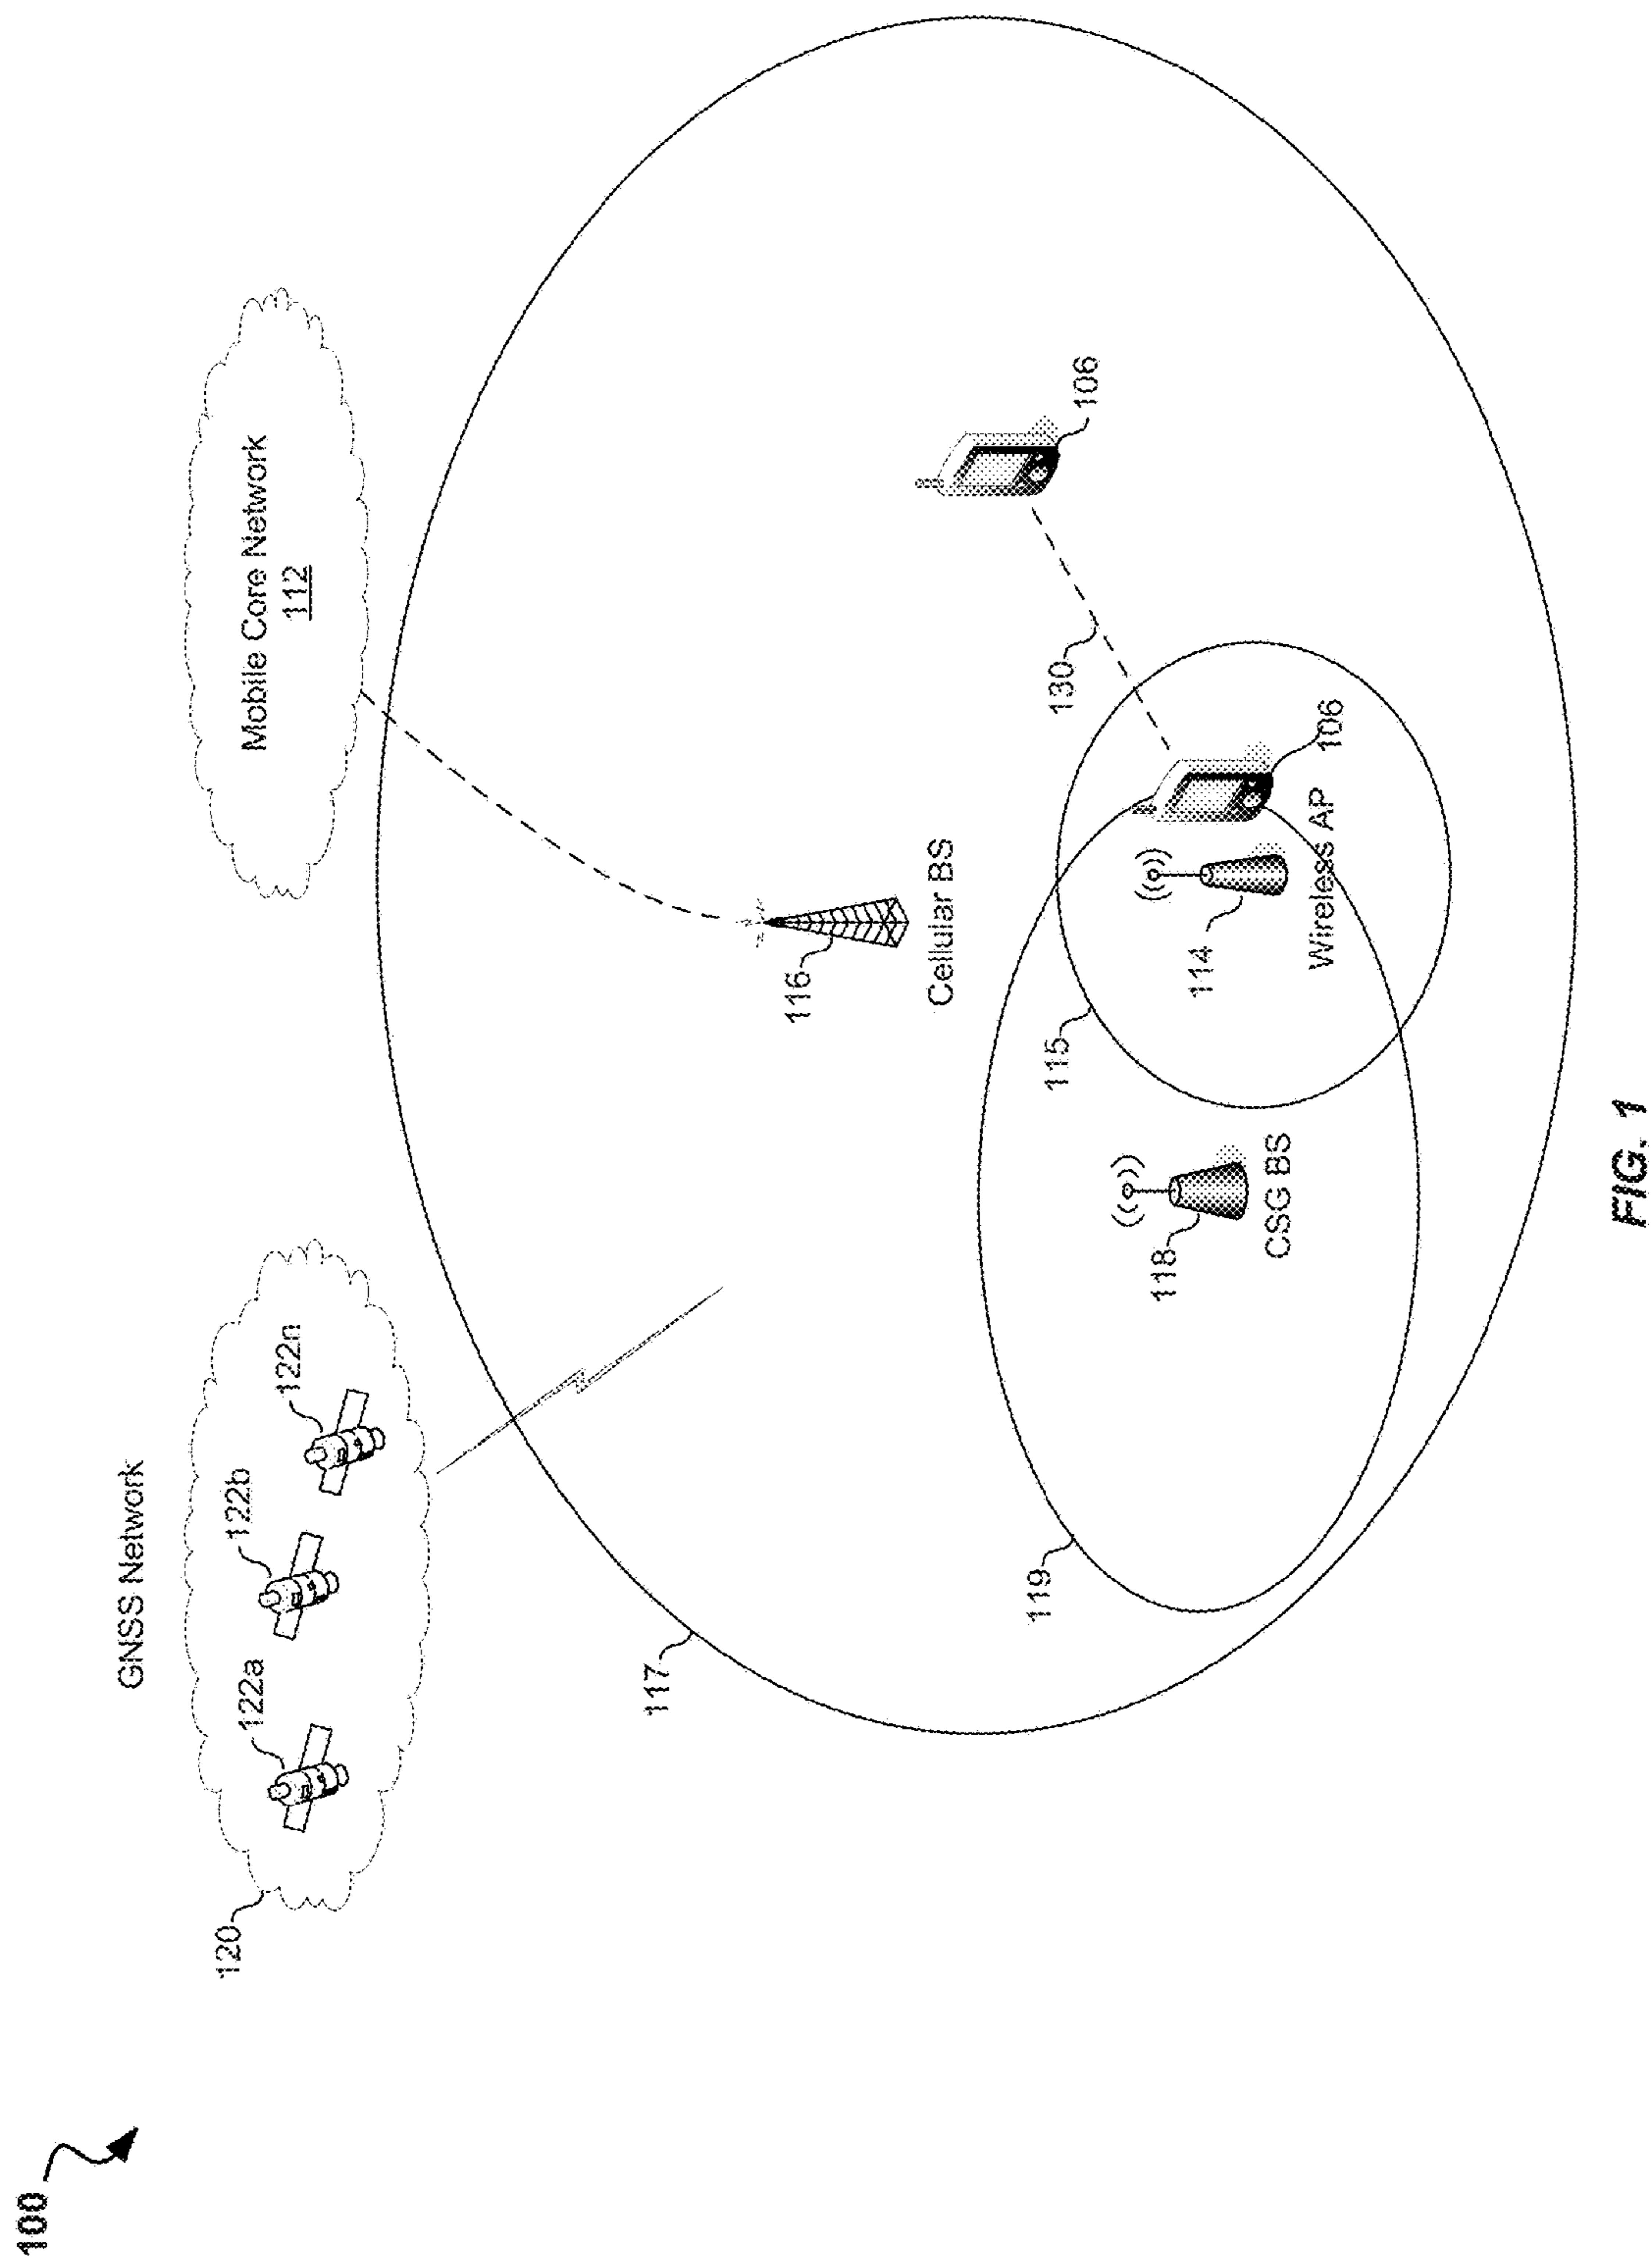 100
GNSS Network
120
122a
122b
122n
Mobile Core Network
112
117
116
Cellular BS
119
118
CSG BS
115
114
Wireless AP
106
130
106
FIG. 1